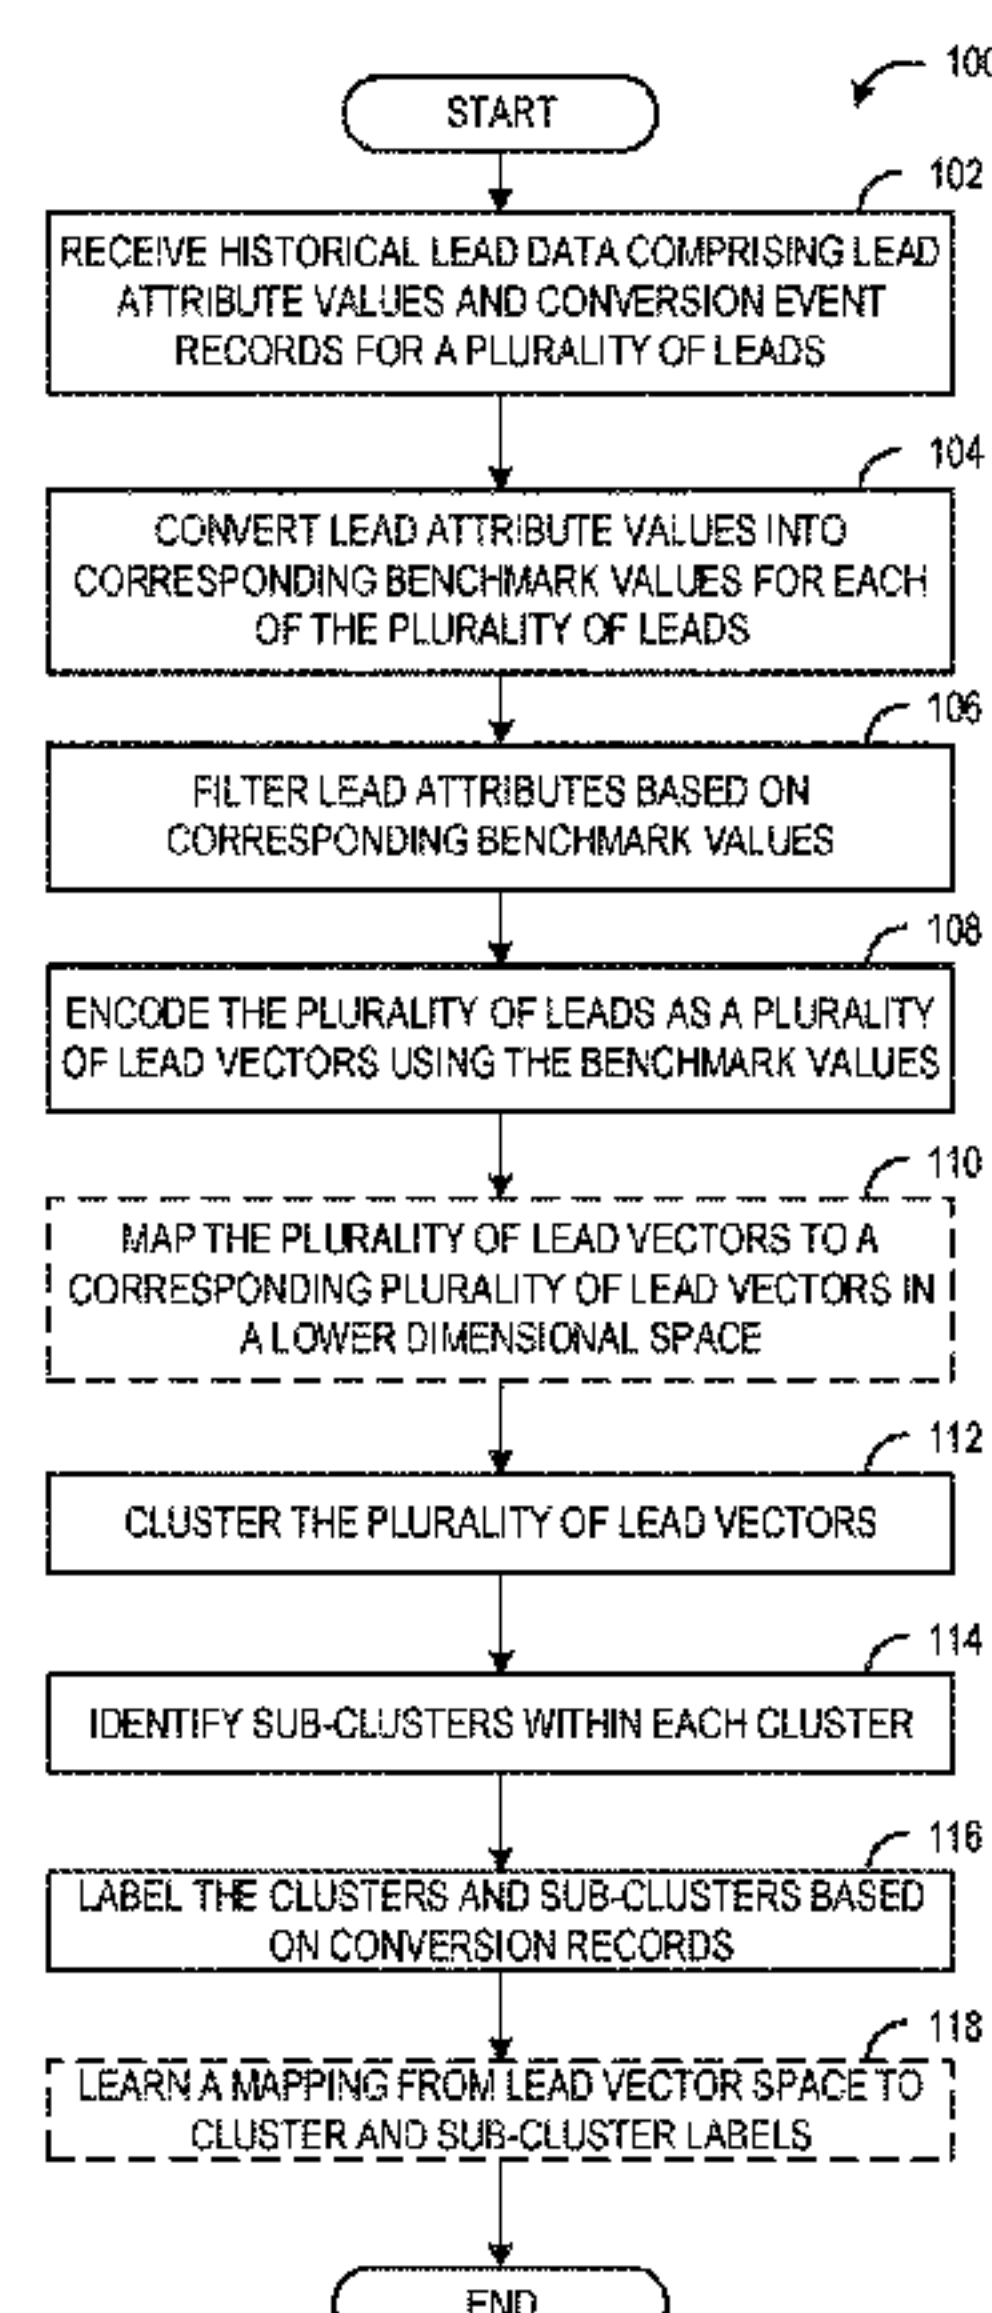 100
START
102
RECEIVE HISTORICAL LEAD DATA COMPRISING LEAD
ATTRIBUTE VALUES AND CONVERSION EVENT
RECORDS FOR A PLURALITY OF LEADS
104
CONVERT LEAD ATTRIBUTE VALUES INTO
CORRESPONDING BENCHMARK VALUES FOR EACH
OF THE PLURALITY OF LEADS
106
FILTER LEAD ATTRIBUTES BASED ON
CORRESPONDING BENCHMARK VALUES
108
ENCODE THE PLURALITY OF LEADS AS A PLURALITY
OF LEAD VECTORS USING THE BENCHMARK VALUES
110
MAP THE PLURALITY OF LEAD VECTORS TO A
CORRESPONDING PLURALITY OF LEAD VECTORS IN
A LOWER DIMENSIONAL SPACE
112
CLUSTER THE PLURALITY OF LEAD VECTORS
114
IDENTIFY SUB-CLUSTERS WITHIN EACH CLUSTER
116
LABEL THE CLUSTERS AND SUB-CLUSTERS BASED
ON CONVERSION RECORDS
118
LEARN A MAPPING FROM LEAD VECTOR SPACE TO
CLUSTER AND SUB-CLUSTER LABELS
END